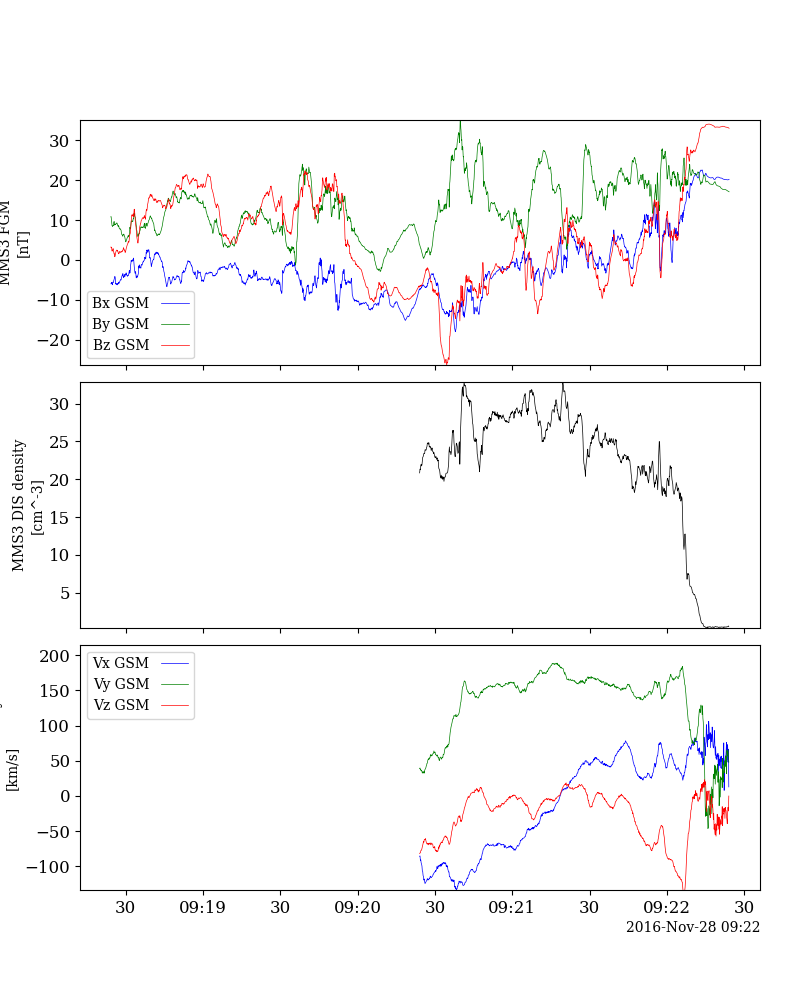 30
20
10
0
−10
−20
MMS3 FGM
[nT]
Bx GSM
By GSM
Bz GSM
30
25
20
15
10
5
MMS3 DIS density
[cm^-3]
200
150
100
50
0
−50
−100
[km/s]
Vx GSM
Vy GSM
Vz GSM
30 09:19 30 09:20 30 09:21 30 09:22 30
2016-Nov-28 09:22